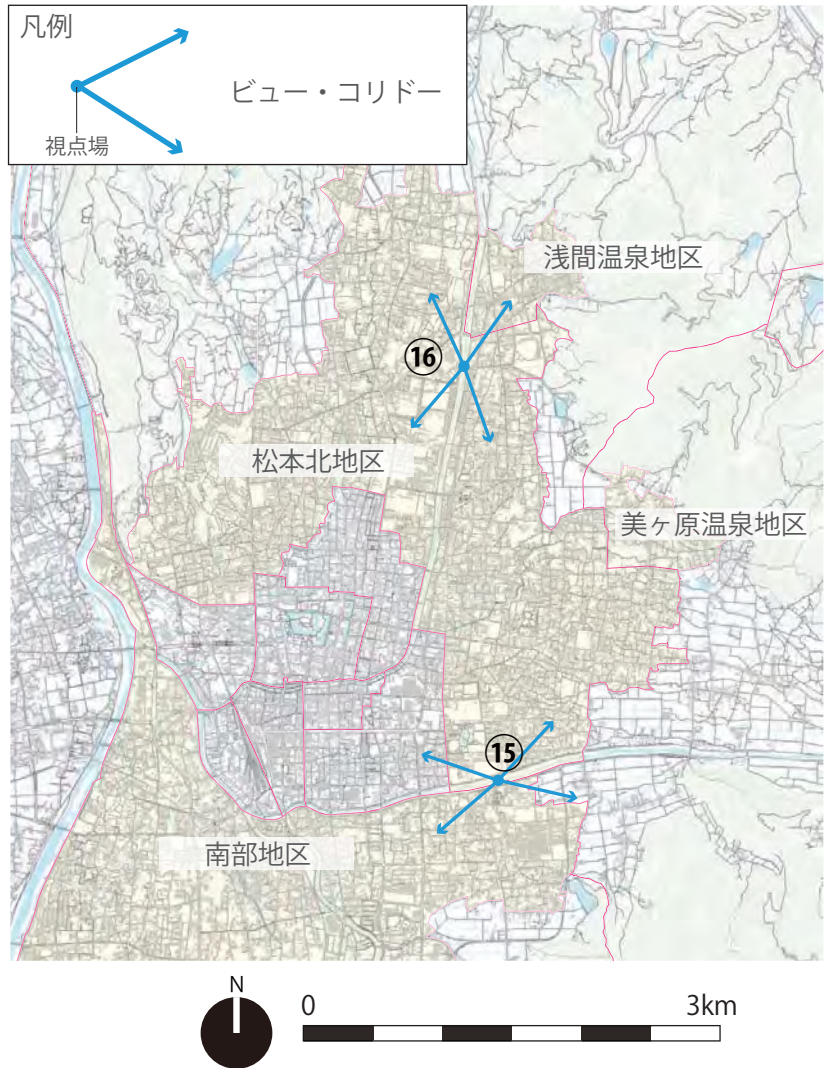 凡例
ビュー・コリドー
視点場
浅間温泉地区
⑯
松本北地区
美ヶ原温泉地区
⑮
南部地区
N
0
3km